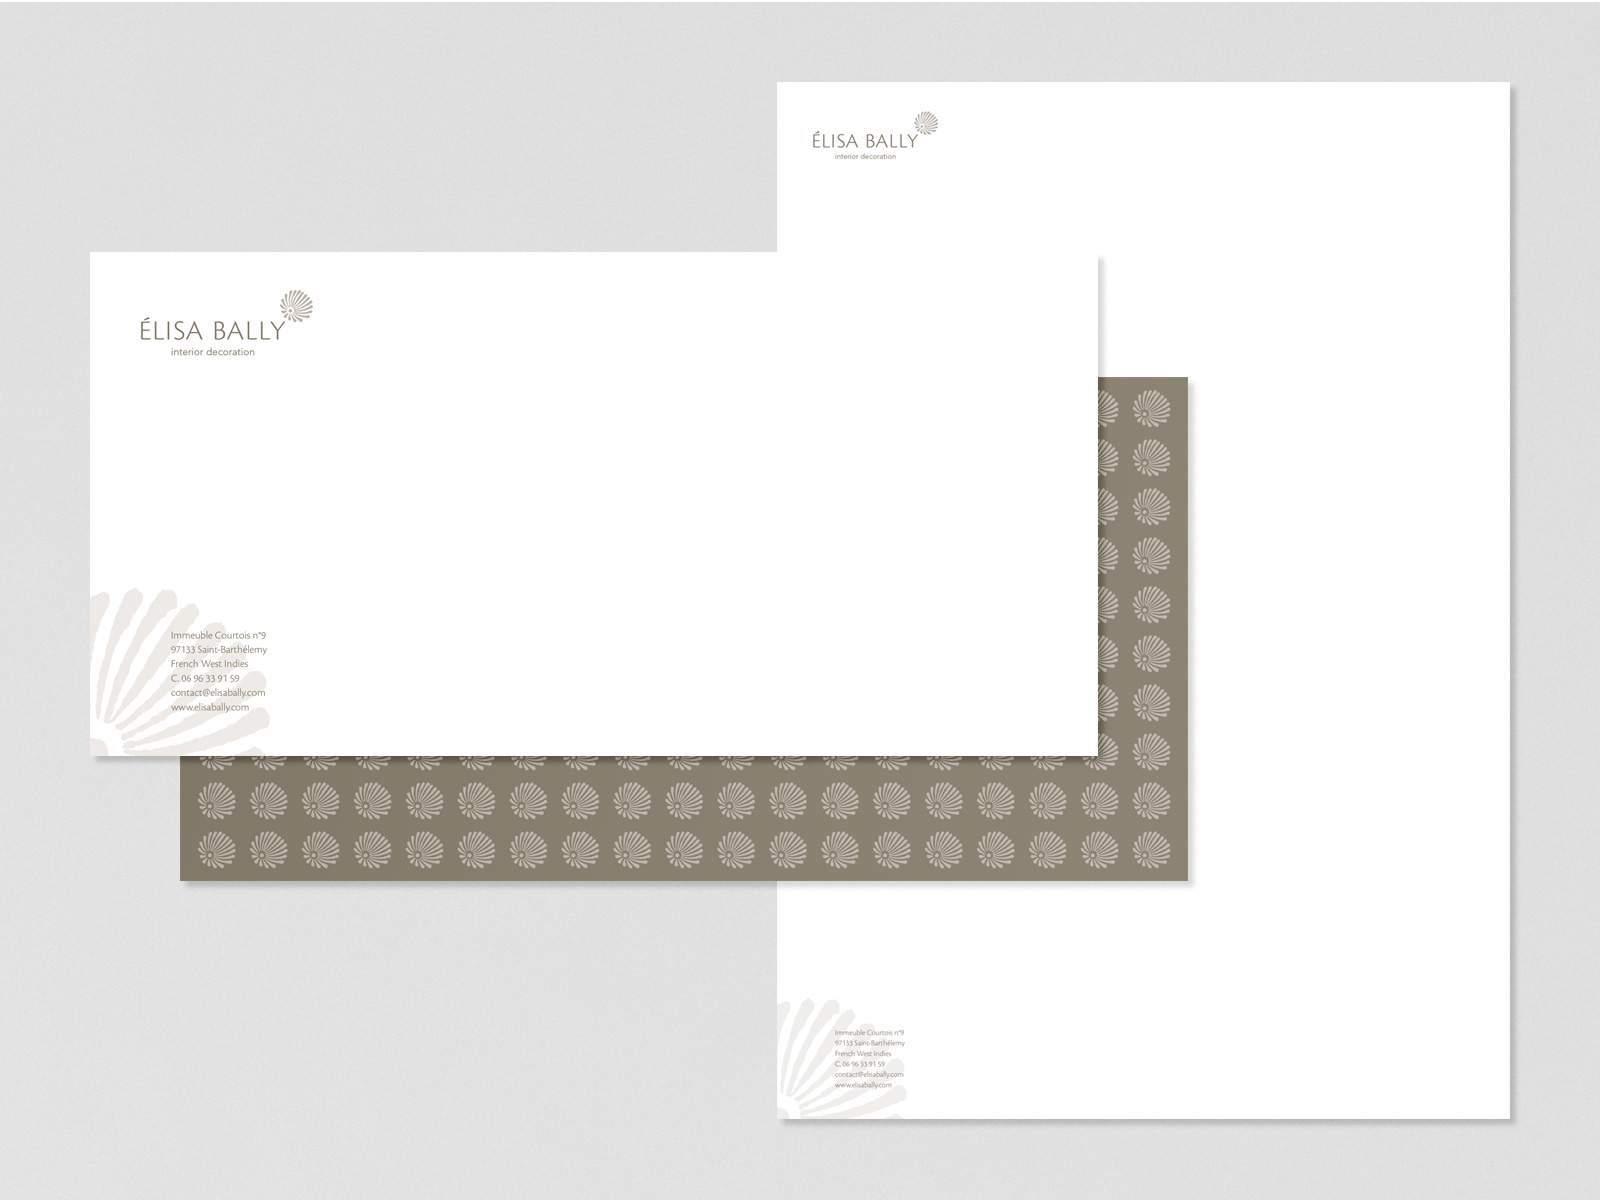 ÉLISA BALLY
interior decoration
ÉLISA BALLY
interior decoration
Immeuble Courtois n°9
97133 Saint-Barthélemy
French West Indies
C. 06 96 33 91 59
contact@elisabally.com
www.elisabally.com
Immeuble Courtois n°9
97133 Saint-Barthélemy
French West Indies
C. 06 96 33 91 59
contact@elisabally.com
www.elisabally.com